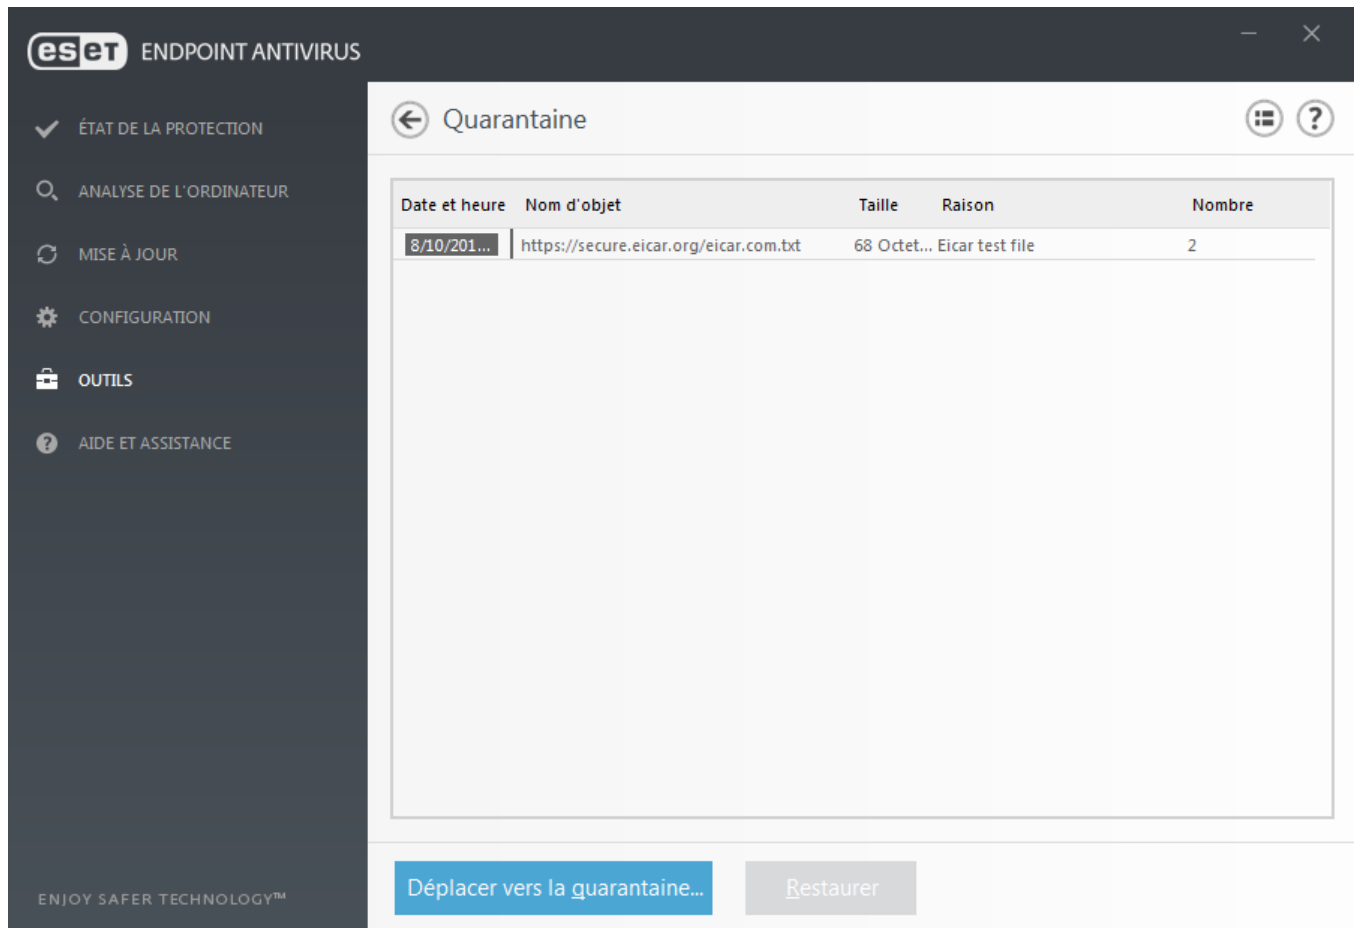 eset ENDPOINT ANTIVIRUS
ÉTAT DE LA PROTECTION
ANALYSE DE L'ORDINATEUR
MISE À JOUR
CONFIGURATION
OUTILS
AIDE ET ASSISTANCE
ENJOY SAFER TECHNOLOGY™
Quarantaine
?
Date et heure Nom d'objet Taille Raison Nombre
8/10/201... https://secure.eicar.org/eicar.com.txt 68 Octet... Eicar test file 2
Déplacer vers la quarantaine... Restaurer